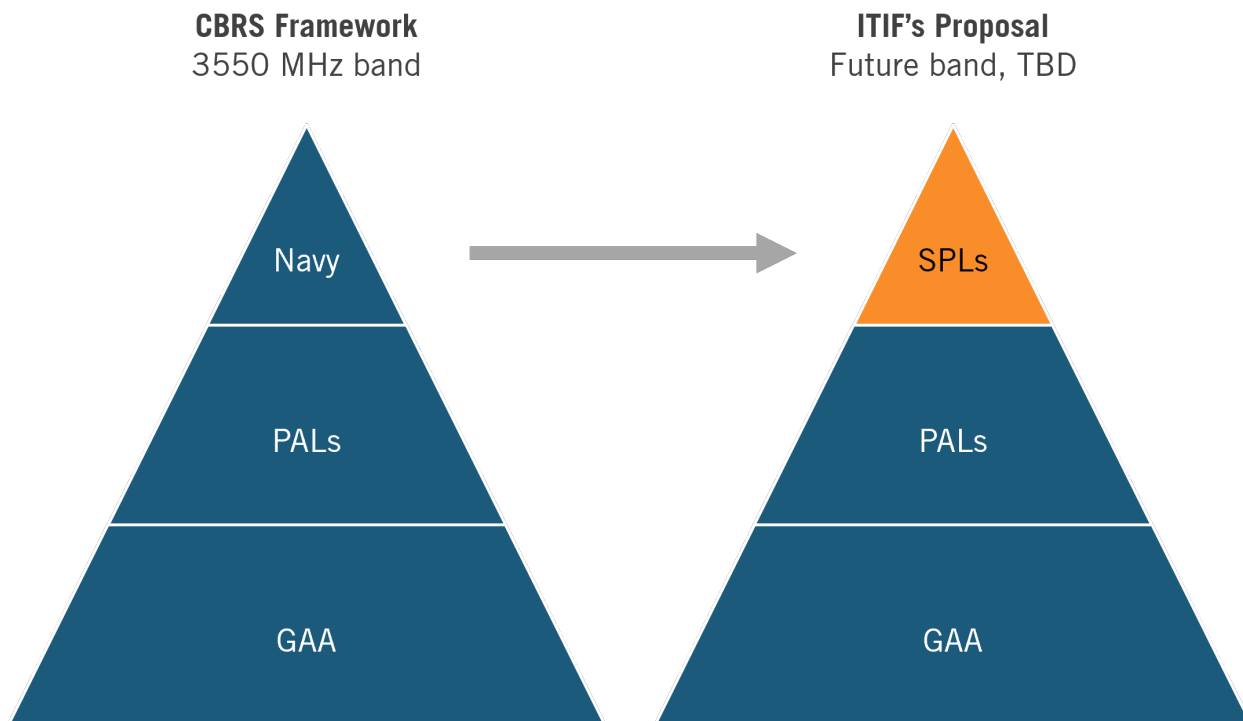 CBRS Framework
3550 MHz band
Navy
PALs
GAA
ITIF’s Proposal
Future band, TBD
SPLs
PALs
GAA